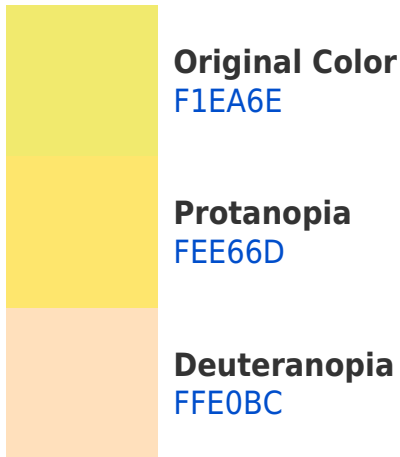 Original Color
F1EA6E
Protanopia
FEE66D
Deuteranopia
FFE0BC